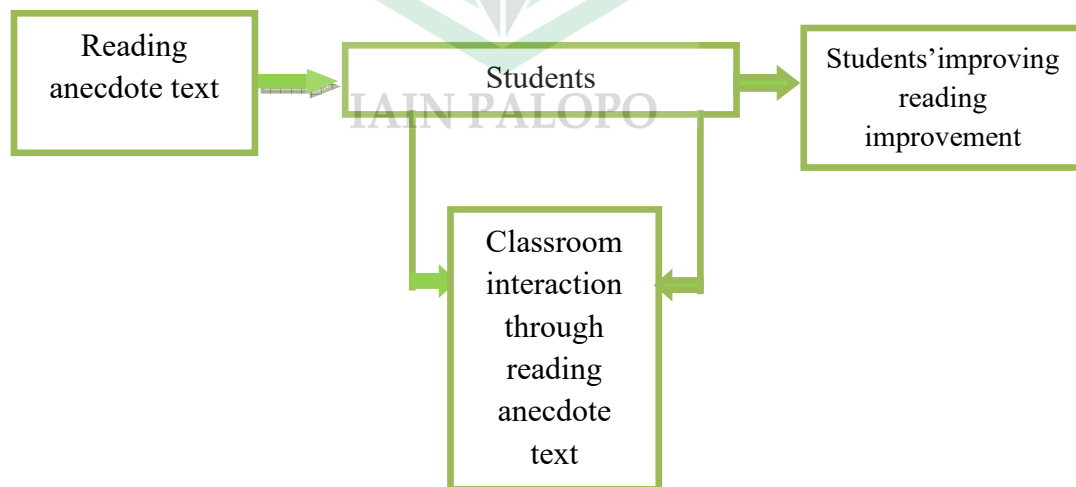 Reading
anecdote text
Students
Students’improving
reading
improvement
IAIN PALOPO
Classroom
interaction
through
reading
anecdote
text